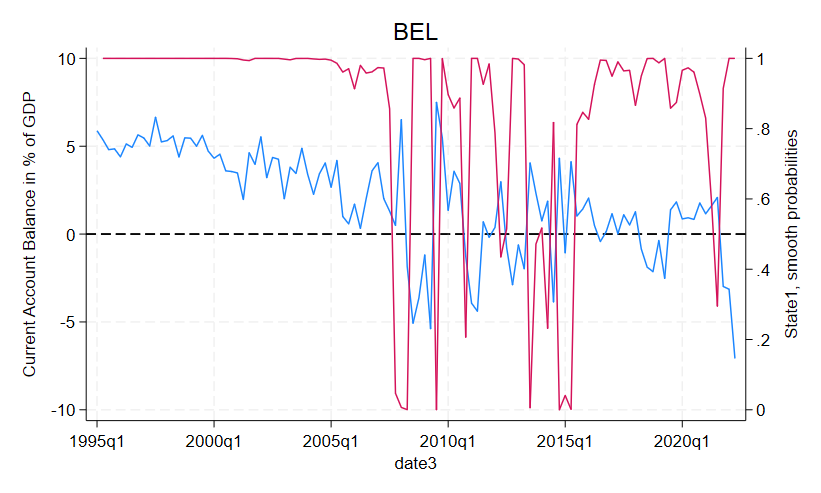 BEL
Current Account Balance in % of GDP
10
5
0
-5
-10
1
.8
.6
.4
.2
0
State1, smooth probabilities
1995q1 2000q1 2005q1 2010q1 2015q1 2020q1
date3